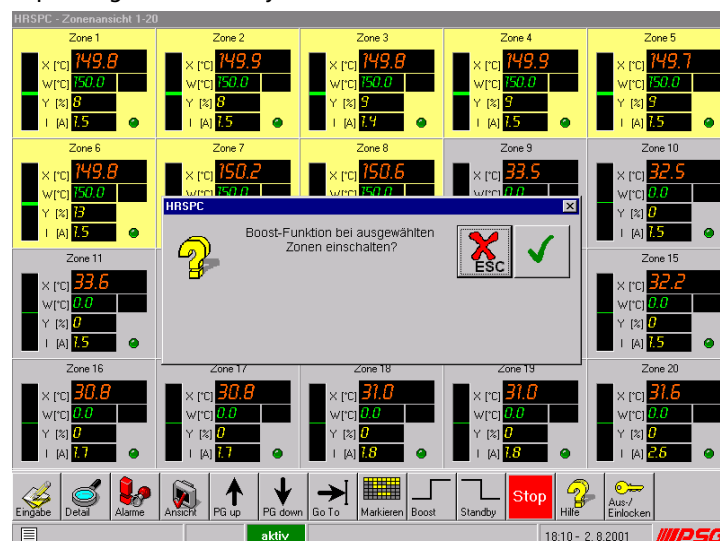 HRSPC - Zonenansicht 1-20
Zone 1 Zone 2 Zone 3 Zone 4 Zone 5
X [°C] 149.8 X [°C] 149.9 X [°C] 149.8 X [°C] 149.9 X [°C] 149.7
W[°C] 150.0 W[°C] 150.0 W[°C] 150.0 W[°C] 150.0 W[°C] 150.0
Y [%] 8 Y [%] 8 Y [%] 9 Y [%] 9 Y [%] 9
I [A] 1.5 I [A] 1.5 I [A] 1.4 I [A] 1.5 I [A] 1.5
Zone 6 Zone 7 Zone 8 Zone 9 Zone 10
X [°C] 149.8 X [°C] 150.2 X [°C] 150.6 X [°C] 33.5 X [°C] 32.5
W[°C] 150.0 W[°C] 150.0 W[°C] 150.0 W[°C] 0.0 W[°C] 0.0
Y [%] 13 Y [%] 0
I [A] 1.5 I [A] 1.5
HRSPC
Boost-Funktion bei ausgewählten
Zonen einschalten?
ESC
Zone 11 Zone 15
X [°C] 33.6 X [°C] 32.2
W[°C] 0.0 W[°C] 0.0
Y [%] 0 Y [%] 0
I [A] 1.5 I [A] 1.5
Zone 16 Zone 17 Zone 18 Zone 19 Zone 20
X [°C] 30.8 X [°C] 30.8 X [°C] 31.0 X [°C] 31.0 X [°C] 31.6
W[°C] 0.0 W[°C] 0.0 W[°C] 0.0 W[°C] 0.0 W[°C] 0.0
Y [%] 0 Y [%] 0 Y [%] 0 Y [%] 0 Y [%] 0
I [A] 1.7 I [A] 1.7 I [A] 1.8 I [A] 1.8 I [A] 2.6
Eingabe Detail Alarme Ansicht PG up PG down Go To Markieren Boost Standby Stop Hilfe Aus-/
Einlocken
aktiv 18:10 - 2. 8.2001 PSG